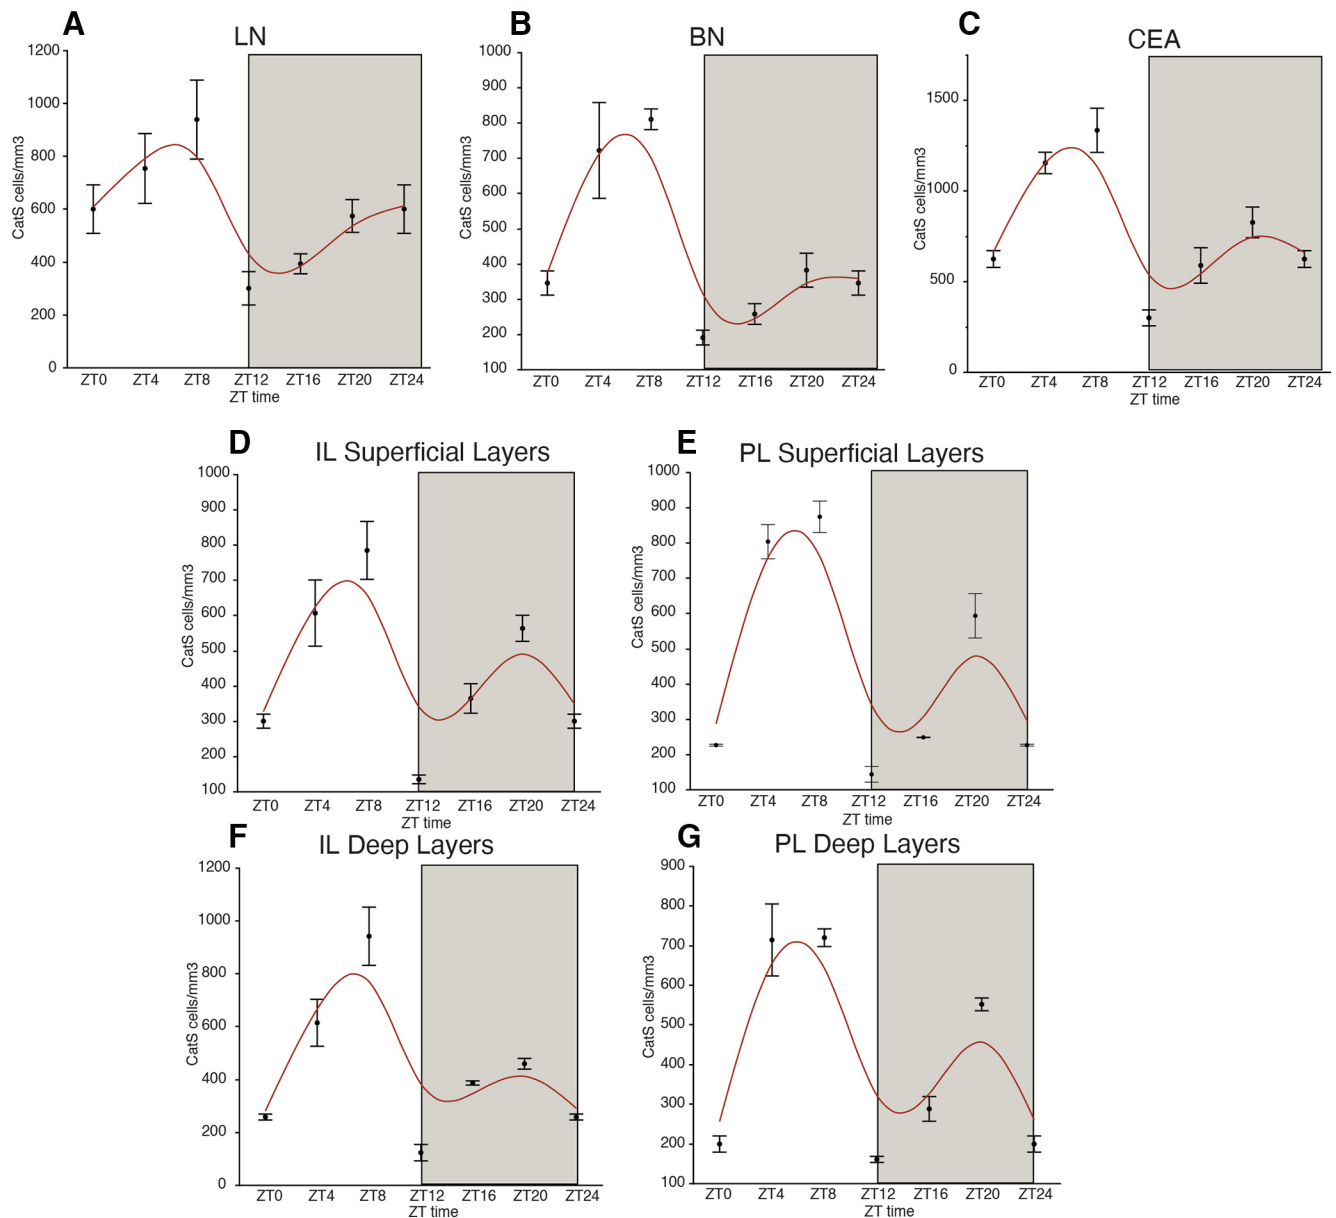 A
LN
1200
1000
800
600
400
200
0
CatS cells/mm3
ZT0 ZT4 ZT8 ZT12 ZT16 ZT20 ZT24
ZT time
B
BN
1000
900
800
700
600
500
400
300
200
100
CatS cells/mm3
ZT0 ZT4 ZT8 ZT12 ZT16 ZT20 ZT24
ZT time
C
CEA
1500
1000
500
0
CatS cells/mm3
ZT0 ZT4 ZT8 ZT12 ZT16 ZT20 ZT24
ZT time
D
IL Superficial Layers
1000
900
800
700
600
500
400
300
200
100
CatS cells/mm3
ZT0 ZT4 ZT8 ZT12 ZT16 ZT20 ZT24
ZT time
E
PL Superficial Layers
1000
900
800
700
600
500
400
300
200
100
CatS cells/mm3
ZT0 ZT4 ZT8 ZT12 ZT16 ZT20 ZT24
ZT time
F
IL Deep Layers
1200
1000
800
600
400
200
0
CatS cells/mm3
ZT0 ZT4 ZT8 ZT12 ZT16 ZT20 ZT24
ZT time
G
PL Deep Layers
900
800
700
600
500
400
300
200
100
CatS cells/mm3
ZT0 ZT4 ZT8 ZT12 ZT16 ZT20 ZT24
ZT time